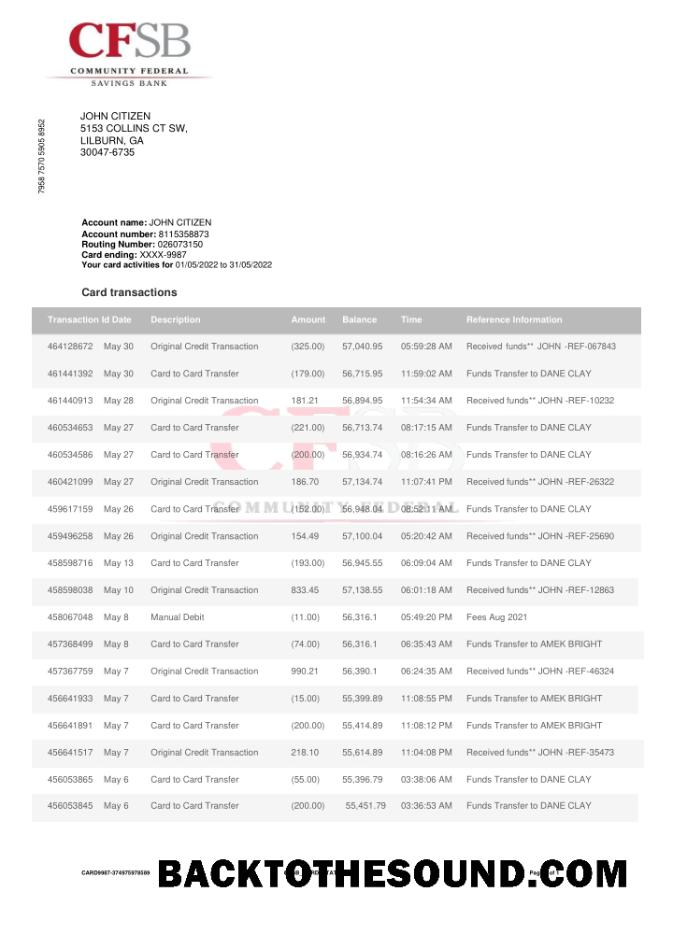 CFSB
COMMUNITY FEDERAL
SAVINGS BANK
7958 7570 5905 8952
JOHN CITIZEN
5153 COLLINS CT SW,
LILBURN, GA
30047-6735
Account name: JOHN CITIZEN
Account number: 8115358873
Routing Number: 026073150
Card ending: XXXX-9987
Your card activities for 01/05/2022 to 31/05/2022
Card transactions
Transaction Id Date Description Amount Balance Time Reference Information
464128672 May 30 Original Credit Transaction (325.00) 57,040.95 05:59:28 AM Received funds** JOHN -REF-067843
461441392 May 30 Card to Card Transfer (179.00) 56,715.95 11:59:02 AM Funds Transfer to DANE CLAY
461440913 May 28 Original Credit Transaction 181.21 56,894.95 11:54:34 AM Received funds** JOHN -REF-10232
460534653 May 27 Card to Card Transfer (221.00) 56,713.74 08:17:15 AM Funds Transfer to DANE CLAY
460534586 May 27 Card to Card Transfer (200.00) 56,934.74 08:16:26 AM Funds Transfer to DANE CLAY
460421099 May 27 Original Credit Transaction 186.70 57,134.74 11:07:41 PM Received funds** JOHN -REF-26322
459617159 May 26 Card to Card Transfer (152.00) 56,948.04 08:52:11 AM Funds Transfer to DANE CLAY
459496258 May 26 Original Credit Transaction 154.49 57,100.04 05:20:42 AM Received funds** JOHN -REF-25690
458598716 May 13 Card to Card Transfer (193.00) 56,945.55 06:09:04 AM Funds Transfer to DANE CLAY
458598038 May 10 Original Credit Transaction 833.45 57,138.55 06:01:18 AM Received funds** JOHN -REF-12863
458067048 May 8 Manual Debit (11.00) 56,316.1 05:49:20 PM Fees Aug 2021
457368499 May 8 Card to Card Transfer (74.00) 56,316.1 06:35:43 AM Funds Transfer to AMEK BRIGHT
457367759 May 7 Original Credit Transaction 990.21 56,390.1 06:24:35 AM Received funds** JOHN -REF-46324
456641933 May 7 Card to Card Transfer (15.00) 55,399.89 11:08:55 PM Funds Transfer to AMEK BRIGHT
456641891 May 7 Card to Card Transfer (200.00) 55,414.89 11:08:12 PM Funds Transfer to AMEK BRIGHT
456641517 May 7 Original Credit Transaction 218.10 55,614.89 11:04:08 PM Received funds** JOHN -REF-35473
456053865 May 6 Card to Card Transfer (55.00) 55,396.79 03:38:06 AM Funds Transfer to DANE CLAY
456053845 May 6 Card to Card Transfer (200.00) 55,451.79 03:36:53 AM Funds Transfer to DANE CLAY
CFSB
COMMUNITY FEDERAL
CARD9987-374975978589
BACKTOTHESOUND.COM